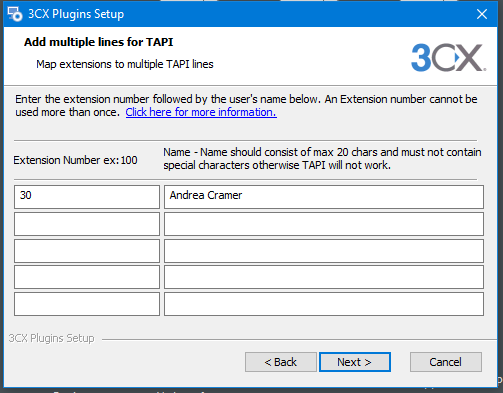 3CX Plugins Setup
Add multiple lines for TAPI
Map extensions to multiple TAPI lines
3CX
Enter the extension number followed by the user's name below. An Extension number cannot be
used more than once. Click here for more information.
Extension Number ex:100
Name - Name should consist of max 20 chars and must not contain
special characters otherwise TAPI will not work.
30
Andrea Cramer
3CX Plugins Setup
< Back
Next >
Cancel